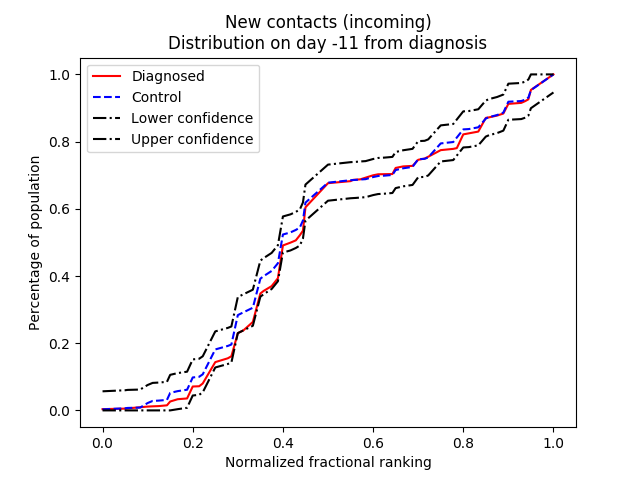 New contacts (incoming)
Distribution on day -11 from diagnosis
Diagnosed
Control
Lower confidence
Upper confidence
Percentage of population
1.0
0.8
0.6
0.4
0.2
0.0
0.0 0.2 0.4 0.6 0.8 1.0
Normalized fractional ranking